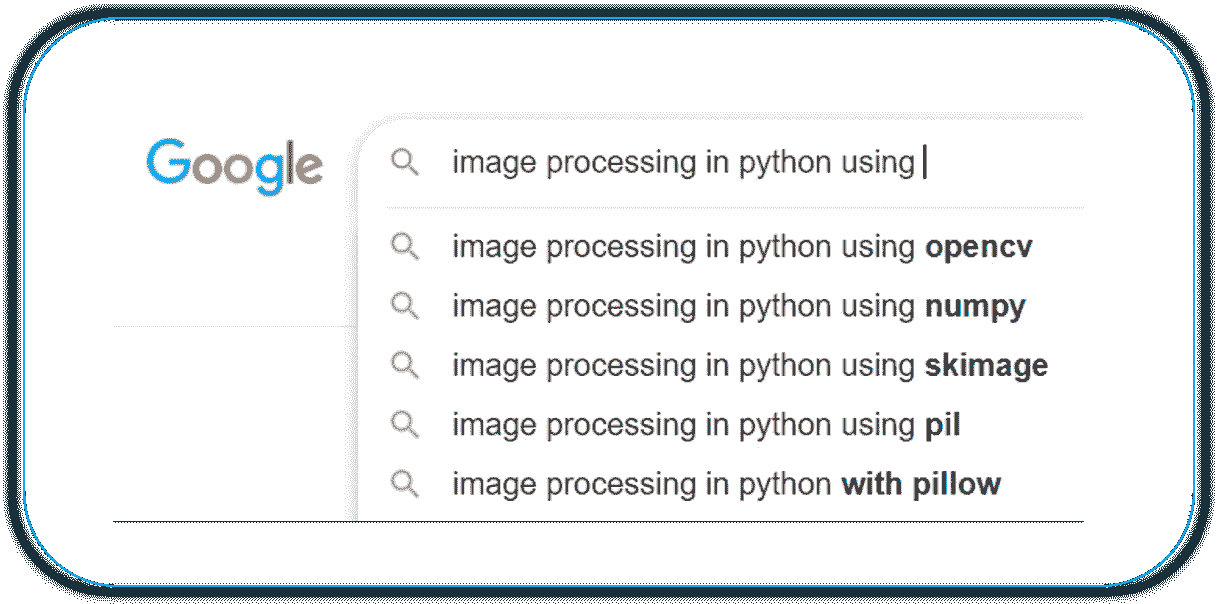 Google
image processing in python using
image processing in python using opencv
image processing in python using numpy
image processing in python using skimage
image processing in python using pil
image processing in python with pillow